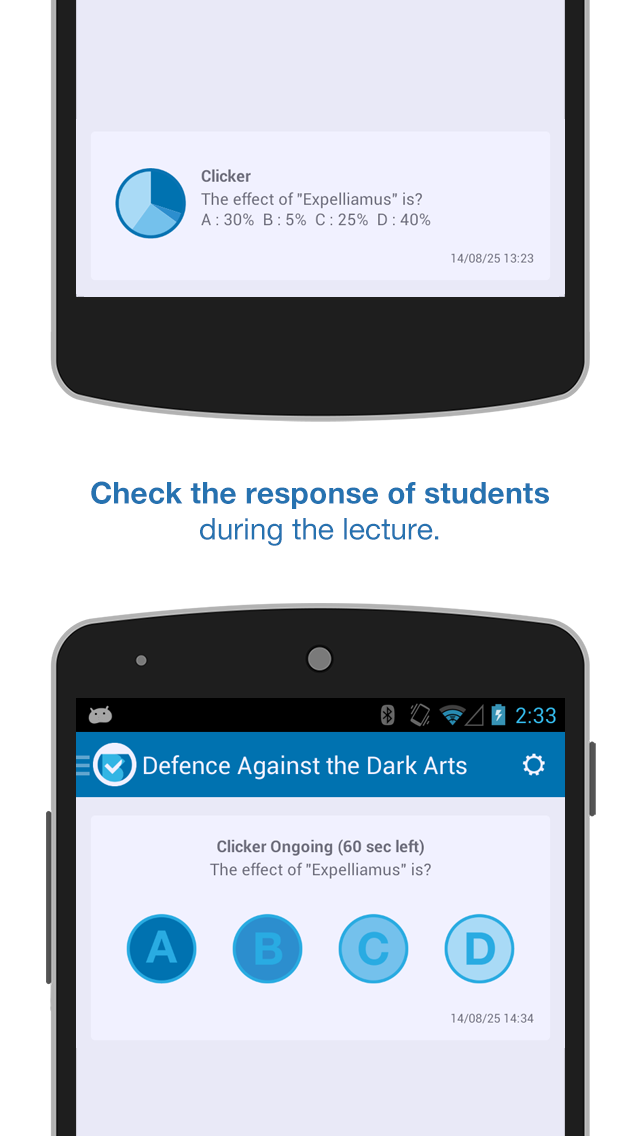 Clicker
The effect of "Expelliamus" is?
A : 30%  B : 5%  C : 25%  D : 40%
14/08/25 13:23
Check the response of students
during the lecture.
2:33
Defence Against the Dark Arts
Clicker Ongoing (60 sec left)
The effect of "Expelliamus" is?
A B C D
14/08/25 14:34